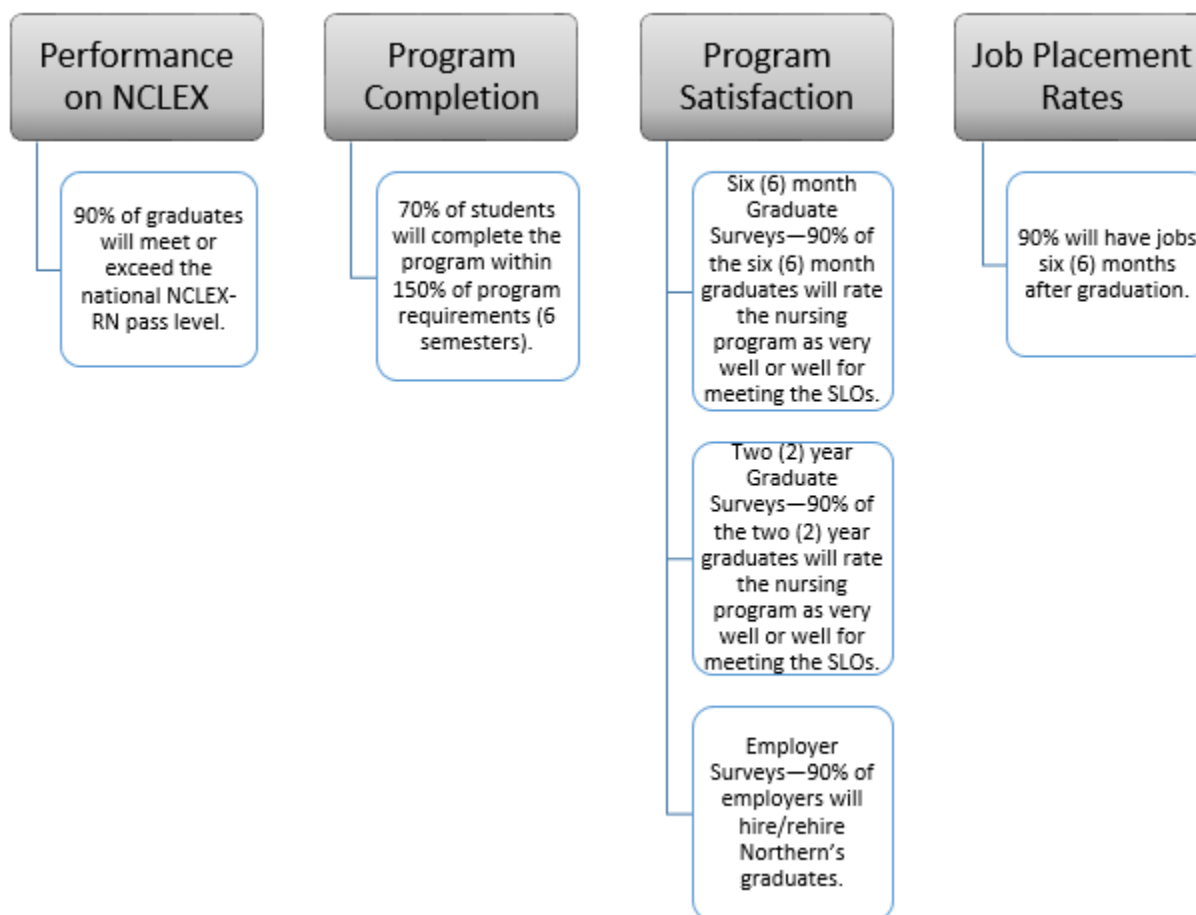 Performance
on NCLEX
90% of graduates
will meet or
exceed the
national NCLEX-
RN pass level.
Program
Completion
70% of students
will complete the
program within
150% of program
requirements (6
semesters).
Program
Satisfaction
Six (6) month
Graduate
Surveys—90% of
the six (6) month
graduates will rate
the nursing
program as very
well or well for
meeting the SLOs.
Two (2) year
Graduate
Surveys—90% of
the two (2) year
graduates will rate
the nursing
program as very
well or well for
meeting the SLOs.
Employer
Surveys—90% of
employers will
hire/rehire
Northern’s
graduates.
Job Placement
Rates
90% will have jobs
six (6) months
after graduation.